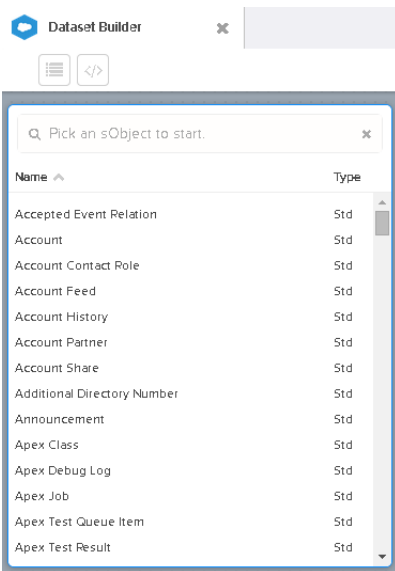 Dataset Builder
</>
Pick an sObject to start.
Name Type
Accepted Event Relation Std
Account Std
Account Contact Role Std
Account Feed Std
Account History Std
Account Partner Std
Account Share Std
Additional Directory Number Std
Announcement Std
Apex Class Std
Apex Debug Log Std
Apex Job Std
Apex Test Queue Item Std
Apex Test Result Std